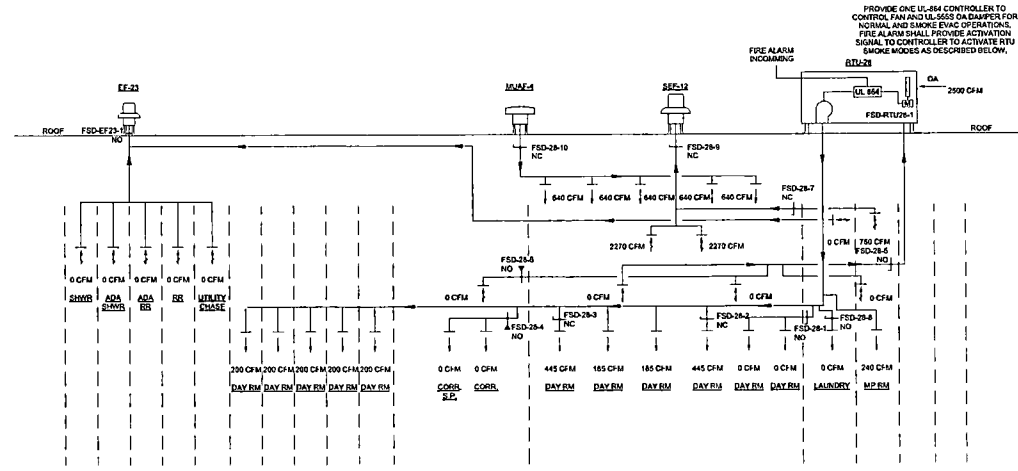 PROVIDE ONE UL-864 CONTROLLER TO
CONTROL FAN AND UL-555S OA DAMPER FOR
NORMAL AND SMOKE EVAC OPERATIONS.
FIRE ALARM SHALL PROVIDE ACTIVATION
SIGNAL TO CONTROLLER TO ACTIVATE RTU
SMOKE MODES AS DESCRIBED BELOW.
FIRE ALARM
INCOMMING
RTU-28
EF-23
MUAF-4
SEF-12
UL 864
M
OA
2500 CFM
ROOF
FSD-EF23-1
NO
FSD-28-10
NC
FSD-28-9
NC
FSD-RTU28-1
ROOF
640 CFM
640 CFM
640 CFM
640 CFM
640 CFM
FSD-28-7
NC
2270 CFM
2270 CFM
0 CFM
760 CFM
FSD-28-5
NO
0 CFM
0 CFM
0 CFM
0 CFM
0 CFM
FSD-28-6
NO
0 CFM
0 CFM
0 CFM
SHWR
ADA
SHWR
ADA
RR
RR
UTILITY
CHASE
FSD-28-4
NO
FSD-28-3
NC
FSD-28-2
NC
FSD-28-1
NO
FSD-28-8
NO
200 CFM
200 CFM
200 CFM
200 CFM
200 CFM
0 CFM
0 CFM
445 CFM
185 CFM
185 CFM
445 CFM
0 CFM
0 CFM
0 CFM
240 CFM
DAY RM
DAY RM
DAY RM
DAY RM
DAY RM
CORR.
S.P.
CORR.
DAY RM
DAY RM
DAY RM
DAY RM
DAY RM
DAY RM
LAUNDRY
MP RM